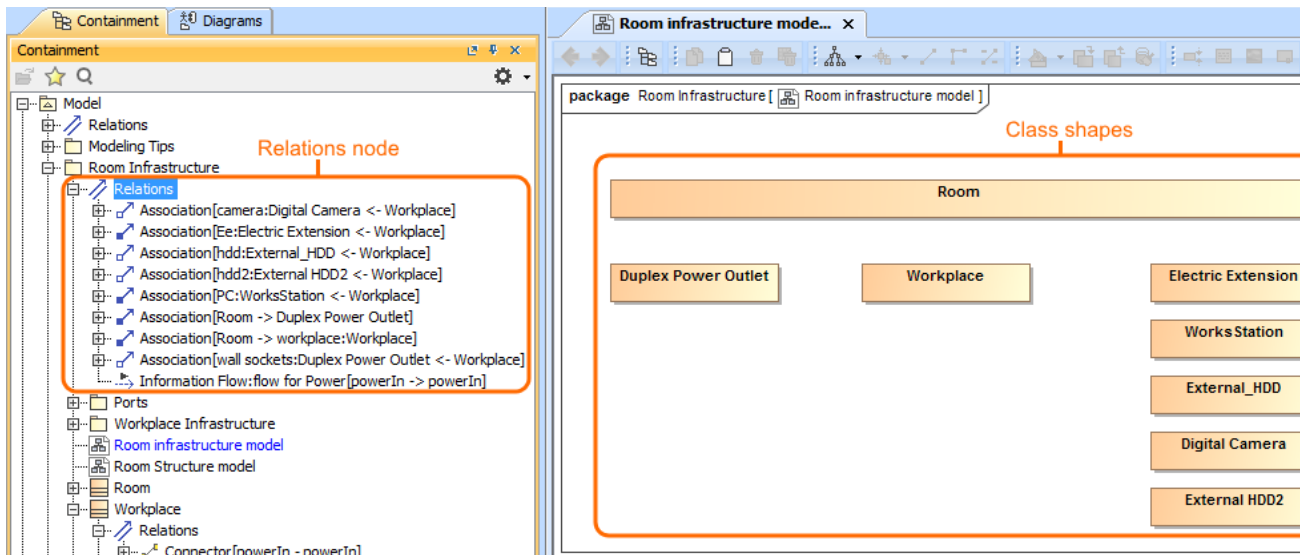 Containment
Diagrams
Containment
Model
Relations
Modeling Tips
Relations node
Room Infrastructure
Relations
Association[camera:Digital Camera <- Workplace]
Association[Ee:Electric Extension <- Workplace]
Association[hdd:External_HDD <- Workplace]
Association[hdd2:External HDD2 <- Workplace]
Association[PC:WorksStation <- Workplace]
Association[Room -> Duplex Power Outlet]
Association[Room -> workplace:Workplace]
Association[wall sockets:Duplex Power Outlet <- Workplace]
Information Flow:flow for Power[powerIn -> powerIn]
Ports
Workplace Infrastructure
Room infrastructure model
Room Structure model
Room
Workplace
Relations
Connector[powerIn - powerIn]
Room infrastructure mode...
package Room Infrastructure [ Room infrastructure model ]
Class shapes
Room
Duplex Power Outlet
Workplace
Electric Extension
WorksStation
External_HDD
Digital Camera
External HDD2